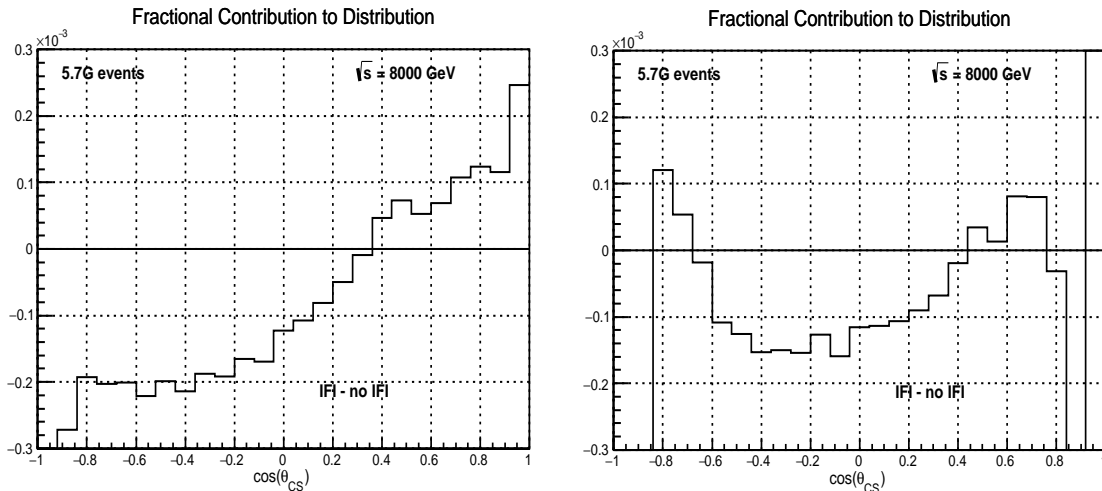 Fractional Contribution to Distribution
×10⁻³
5.7G events
√s = 8000 GeV
0.3
0.2
0.1
0
−0.1
−0.2
−0.3
IFI - no IFI
−1 −0.8 −0.6 −0.4 −0.2 0 0.2 0.4 0.6 0.8 1
cos(θCS)
Fractional Contribution to Distribution
×10⁻³
5.7G events
√s = 8000 GeV
0.3
0.2
0.1
0
−0.1
−0.2
−0.3
IFI - no IFI
−1 −0.8 −0.6 −0.4 −0.2 0 0.2 0.4 0.6 0.8 1
cos(θCS)